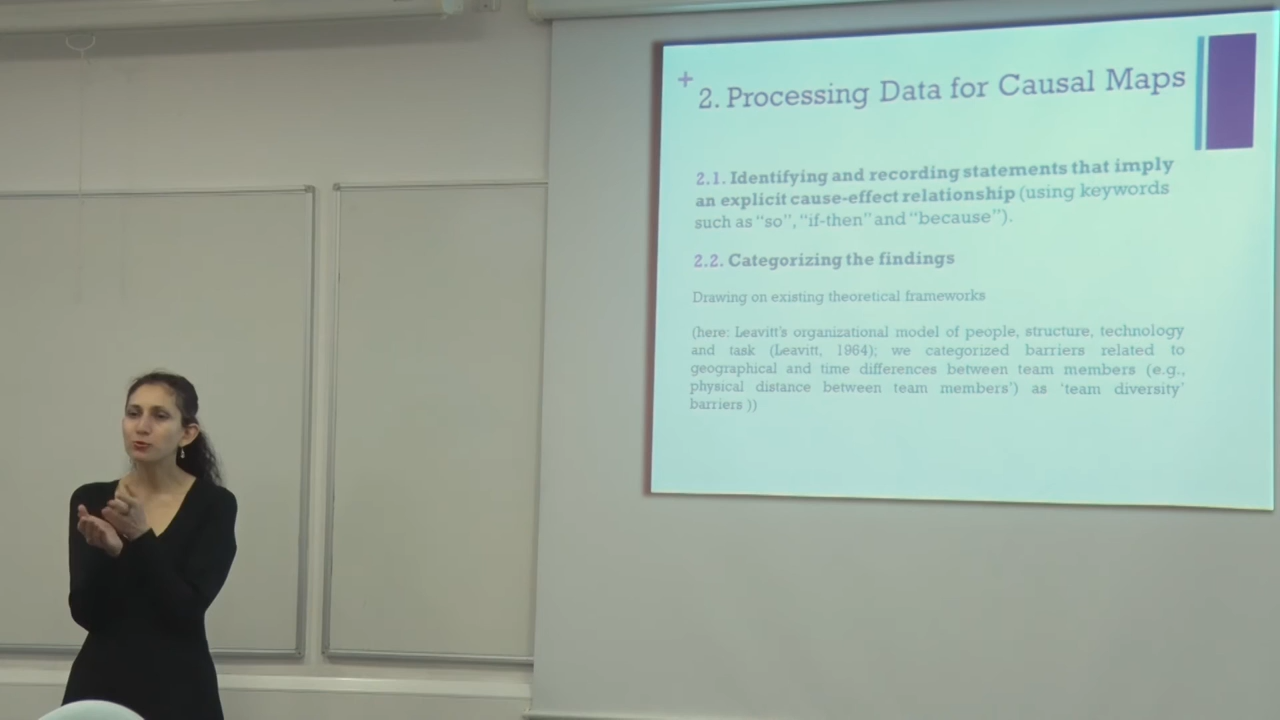 +
2. Processing Data for Causal Maps
2.1. Identifying and recording statements that imply
an explicit cause-effect relationship (using keywords
such as “so”, “if-then” and “because”).
2.2. Categorizing the findings
Drawing on existing theoretical frameworks
(here: Leavitt's organizational model of people, structure, technology
and task (Leavitt, 1964); we categorized barriers related to
geographical and time differences between team members (e.g.,
physical distance between team members’) as ‘team diversity’
barriers ))